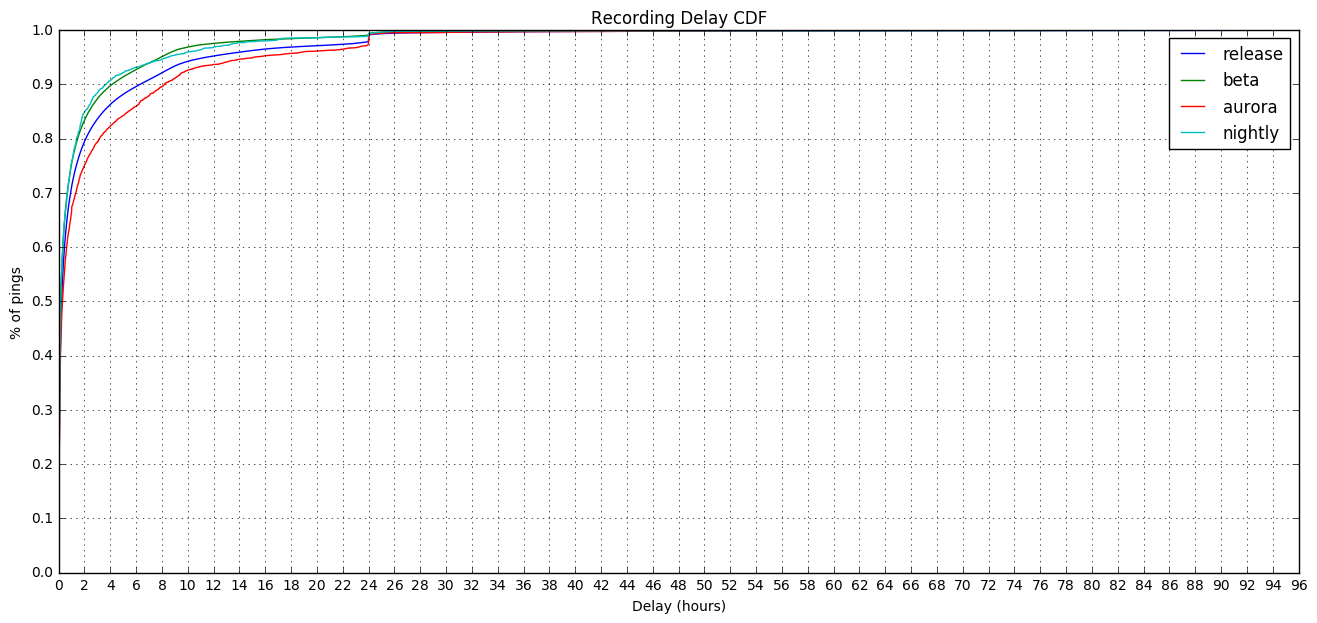 Recording Delay CDF
1.0
0.9
0.8
0.7
0.6
0.5
0.4
0.3
0.2
0.1
0.0
% of pings
release
beta
aurora
nightly
0 2 4 6 8 10 12 14 16 18 20 22 24 26 28 30 32 34 36 38 40 42 44 46 48 50 52 54 56 58 60 62 64 66 68 70 72 74 76 78 80 82 84 86 88 90 92 94 96
Delay (hours)